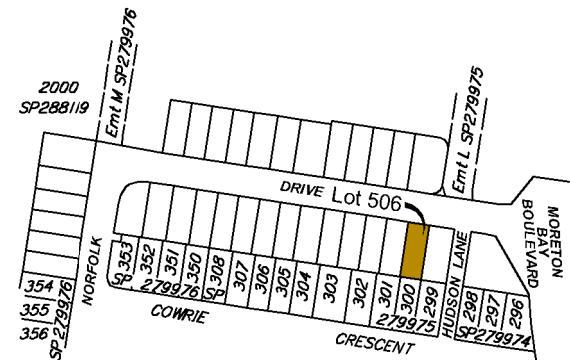 2000
SP288119
Emt M SP279976
Emt L SP279975
DRIVE
Lot 506
MORETON
BAY
BOULEVARD
NORFOLK
HUDSON LANE
354
355
356
SP 279976
353
352
351
350
308
307
306
305
304
303
302
301
300
299
298
297
296
SP
279976
SP
279975
SP279974
COWRIE
CRESCENT